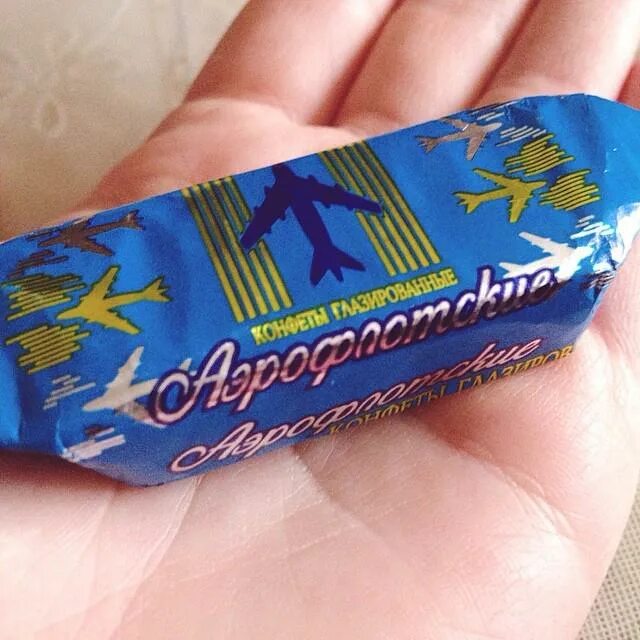 КОНФЕТЫ ГЛАЗИРОВАННЫЕ
Аэрофлотские
Аэрофлотские
КОНФЕТЫ ГЛАЗИРОВ